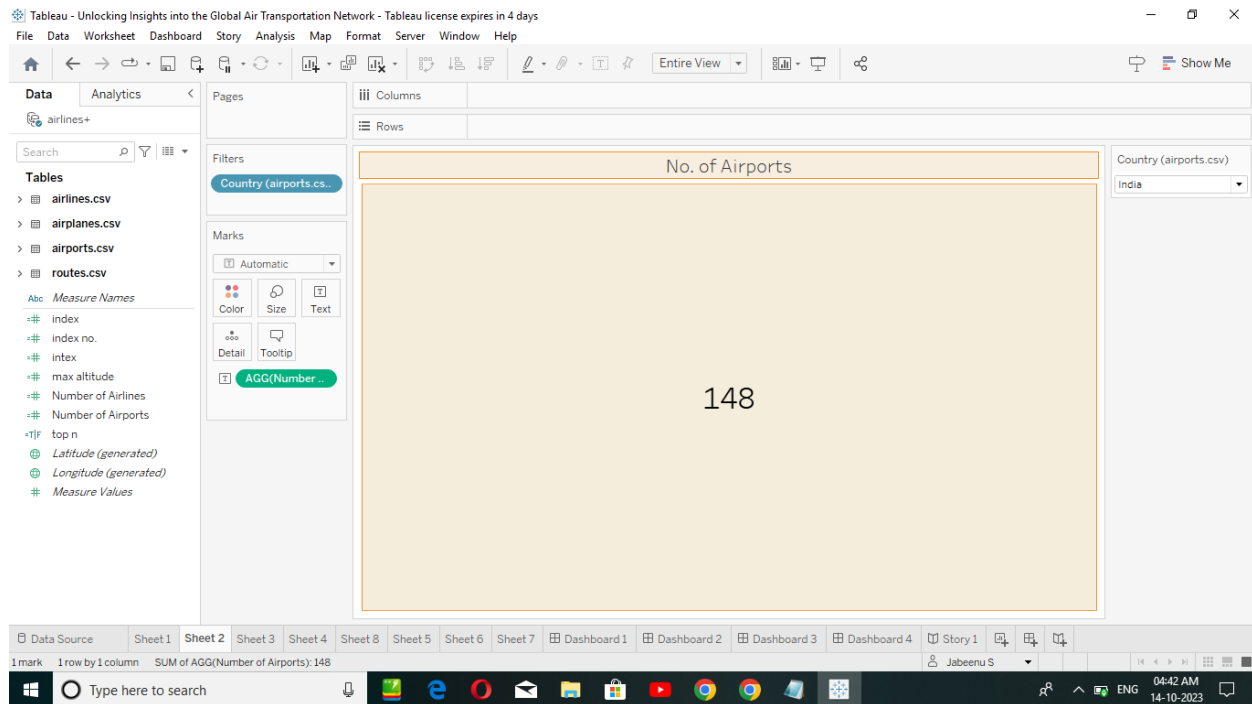 Tableau - Unlocking Insights into the Global Air Transportation Network - Tableau license expires in 4 days
File Data Worksheet Dashboard Story Analysis Map Format Server Window Help
Entire View
Show Me
Data Analytics
airlines+
Search
Tables
airlines.csv
airplanes.csv
airports.csv
routes.csv
Abc Measure Names
=# index
=# index no.
=# intex
=# max altitude
=# Number of Airlines
=# Number of Airports
=T|F top n
Latitude (generated)
Longitude (generated)
# Measure Values
Pages
Filters
Country (airports.cs..
Marks
T Automatic
Color Size Text
Detail Tooltip
T AGG(Number ..
Columns
Rows
No. of Airports
148
Country (airports.csv)
India
Data Source Sheet 1 Sheet 2 Sheet 3 Sheet 4 Sheet 8 Sheet 5 Sheet 6 Sheet 7 Dashboard 1 Dashboard 2 Dashboard 3 Dashboard 4 Story 1
1 mark 1 row by 1 column SUM of AGG(Number of Airports): 148 Jabeenu S
Type here to search
ENG
04:42 AM
14-10-2023